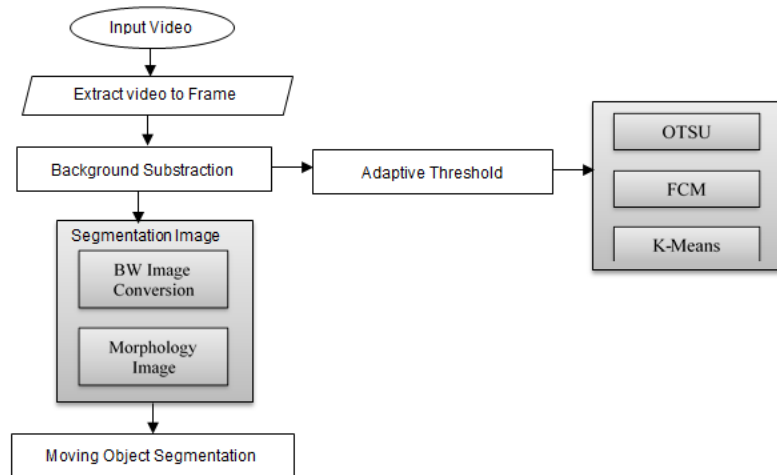 Input Video
Extract video to Frame
Background Substraction
Adaptive Threshold
OTSU
FCM
K-Means
Segmentation Image
BW Image
Conversion
Morphology
Image
Moving Object Segmentation